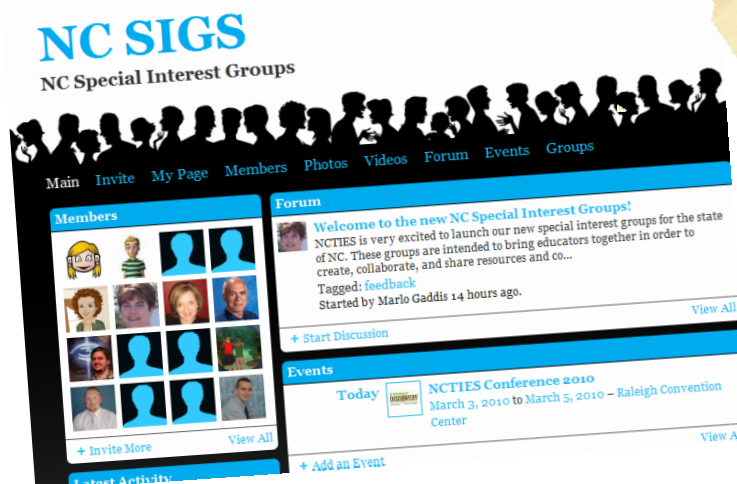 NC SIGS
NC Special Interest Groups
Main Invite My Page Members Photos Videos Forum Events Groups
Members
+ Invite More View All
Latest Activity
Forum
Welcome to the new NC Special Interest Groups!
NCTIES is very excited to launch our new special interest groups for the state
of NC. These groups are intended to bring educators together in order to
create, collaborate, and share resources and co...
Tagged: feedback
Started by Marlo Gaddis 14 hours ago.
+ Start Discussion View All
Events
Today
DISCOVERY
NCTIES Conference 2010
March 3, 2010 to March 5, 2010 – Raleigh Convention
Center
+ Add an Event View A